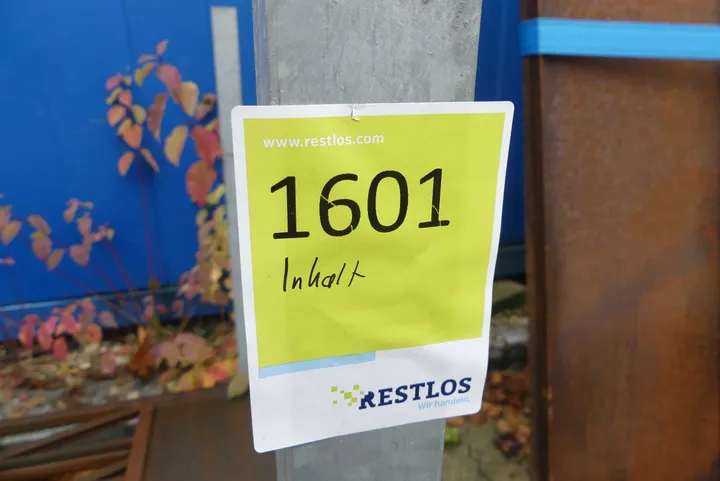 www.restlos.com
1601
Inhalt
RESTLOS
Wir handeln.